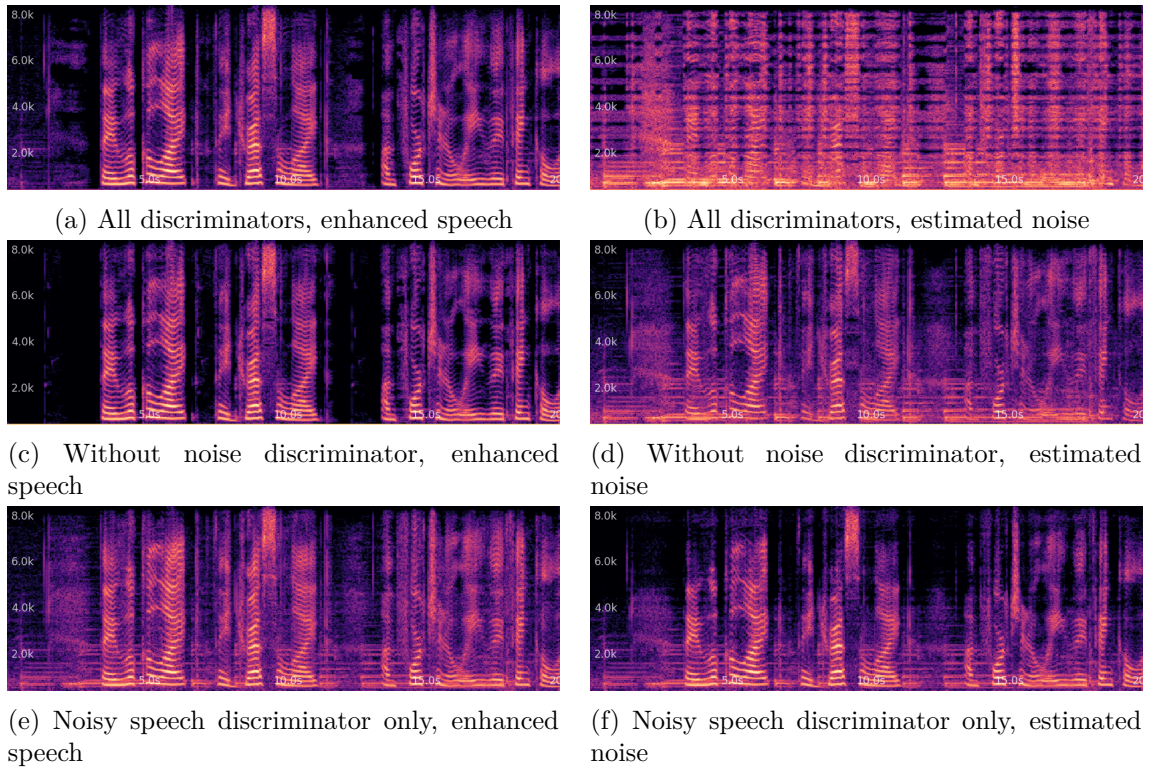 8.0k
6.0k
4.0k
2.0k
5.0s 10.0s 15.0s 20
8.0k
6.0k
4.0k
2.0k
5.0s 10.0s 15.0s 20
(a) All discriminators, enhanced speech
(b) All discriminators, estimated noise
8.0k
6.0k
4.0k
2.0k
5.0s 10.0s 15.0s 20
8.0k
6.0k
4.0k
2.0k
5.0s 10.0s 15.0s 20
(c) Without noise discriminator, enhanced
speech
(d) Without noise discriminator, estimated
noise
8.0k
6.0k
4.0k
2.0k
5.0s 10.0s 15.0s 20
8.0k
6.0k
4.0k
2.0k
5.0s 10.0s 15.0s 20
(e) Noisy speech discriminator only, enhanced
speech
(f) Noisy speech discriminator only, estimated
noise